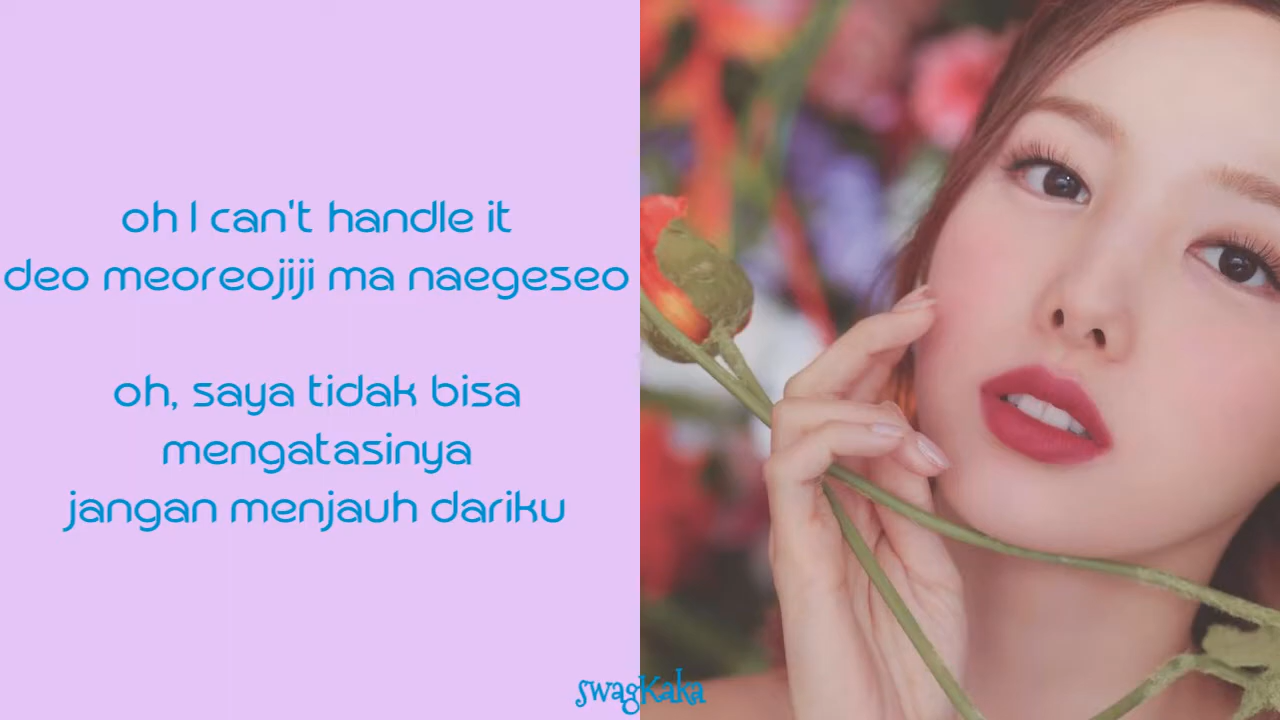 oh I can't handle it
deo meoreojiji ma naegeseo
oh, saya tidak bisa
mengatasinya
jangan menjauh dariku
swagKaka